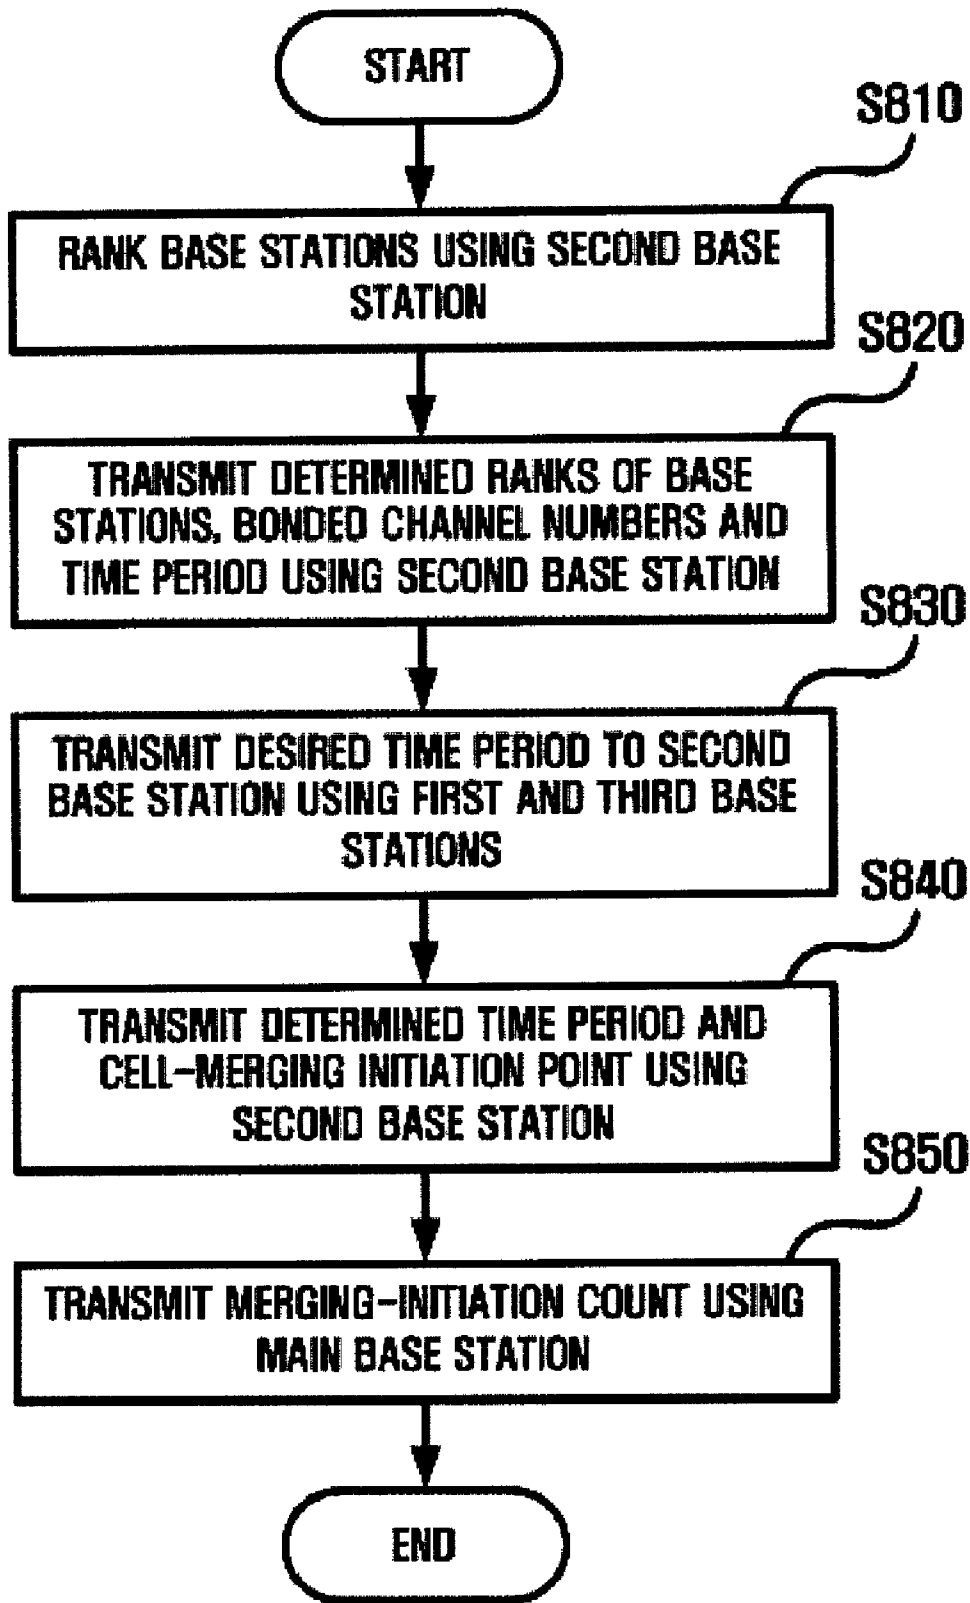 START
S810
RANK BASE STATIONS USING SECOND BASE
STATION
S820
TRANSMIT DETERMINED RANKS OF BASE
STATIONS, BONDED CHANNEL NUMBERS AND
TIME PERIOD USING SECOND BASE STATION
S830
TRANSMIT DESIRED TIME PERIOD TO SECOND
BASE STATION USING FIRST AND THIRD BASE
STATIONS
S840
TRANSMIT DETERMINED TIME PERIOD AND
CELL-MERGING INITIATION POINT USING
SECOND BASE STATION
S850
TRANSMIT MERGING-INITIATION COUNT USING
MAIN BASE STATION
END